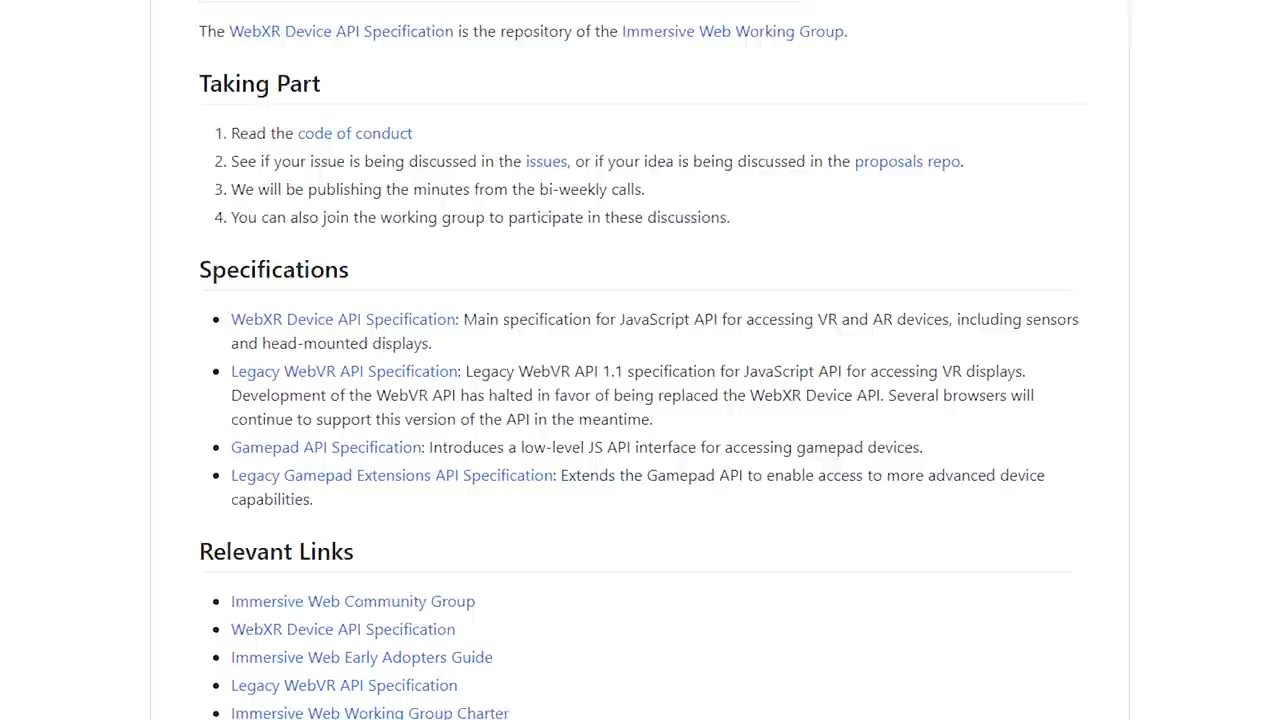 The WebXR Device API Specification is the repository of the Immersive Web Working Group.
Taking Part
1. Read the code of conduct
2. See if your issue is being discussed in the issues, or if your idea is being discussed in the proposals repo.
3. We will be publishing the minutes from the bi-weekly calls.
4. You can also join the working group to participate in these discussions.
Specifications
• WebXR Device API Specification: Main specification for JavaScript API for accessing VR and AR devices, including sensors
and head-mounted displays.
• Legacy WebVR API Specification: Legacy WebVR API 1.1 specification for JavaScript API for accessing VR displays.
Development of the WebVR API has halted in favor of being replaced the WebXR Device API. Several browsers will
continue to support this version of the API in the meantime.
• Gamepad API Specification: Introduces a low-level JS API interface for accessing gamepad devices.
• Legacy Gamepad Extensions API Specification: Extends the Gamepad API to enable access to more advanced device
capabilities.
Relevant Links
• Immersive Web Community Group
• WebXR Device API Specification
• Immersive Web Early Adopters Guide
• Legacy WebVR API Specification
• Immersive Web Working Group Charter